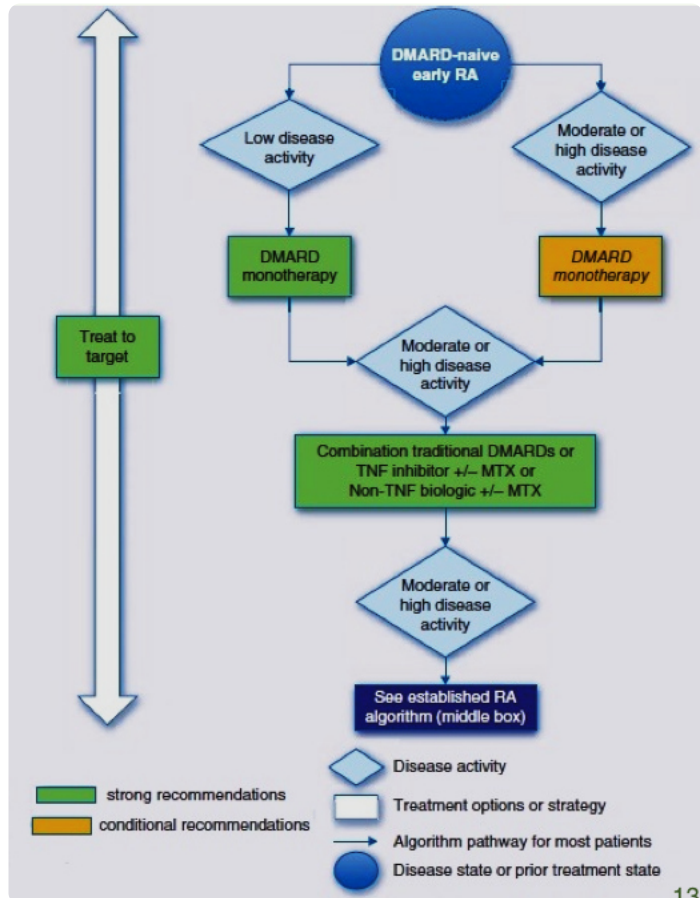 DMARD-naive
early RA
Low disease
activity
Moderate or
high disease
activity
DMARD
monotherapy
DMARD
monotherapy
Treat to
target
Moderate or
high disease
activity
Combination traditional DMARDs or
TNF inhibitor +/– MTX or
Non-TNF biologic +/– MTX
Moderate or
high disease
activity
See established RA
algorithm (middle box)
strong recommendations
conditional recommendations
Disease activity
Treatment options or strategy
Algorithm pathway for most patients
Disease state or prior treatment state
13